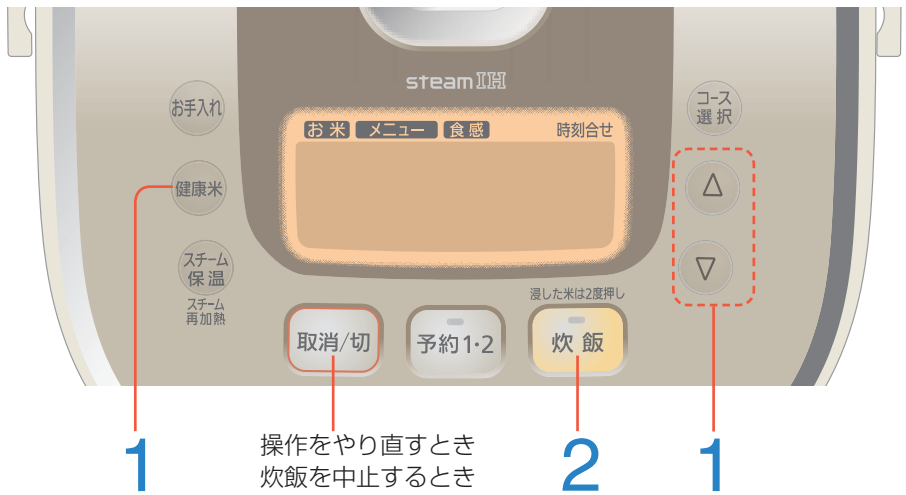 steam IH
お手入れ
コース
選択
お米 メニュー 食感 時刻合せ
健康米
△
スチーム
保温
▽
スチーム
再加熱
浸した米は2度押し
取消/切
予約1・2
炊飯
1
操作をやり直すとき
炊飯を中止するとき
2
1